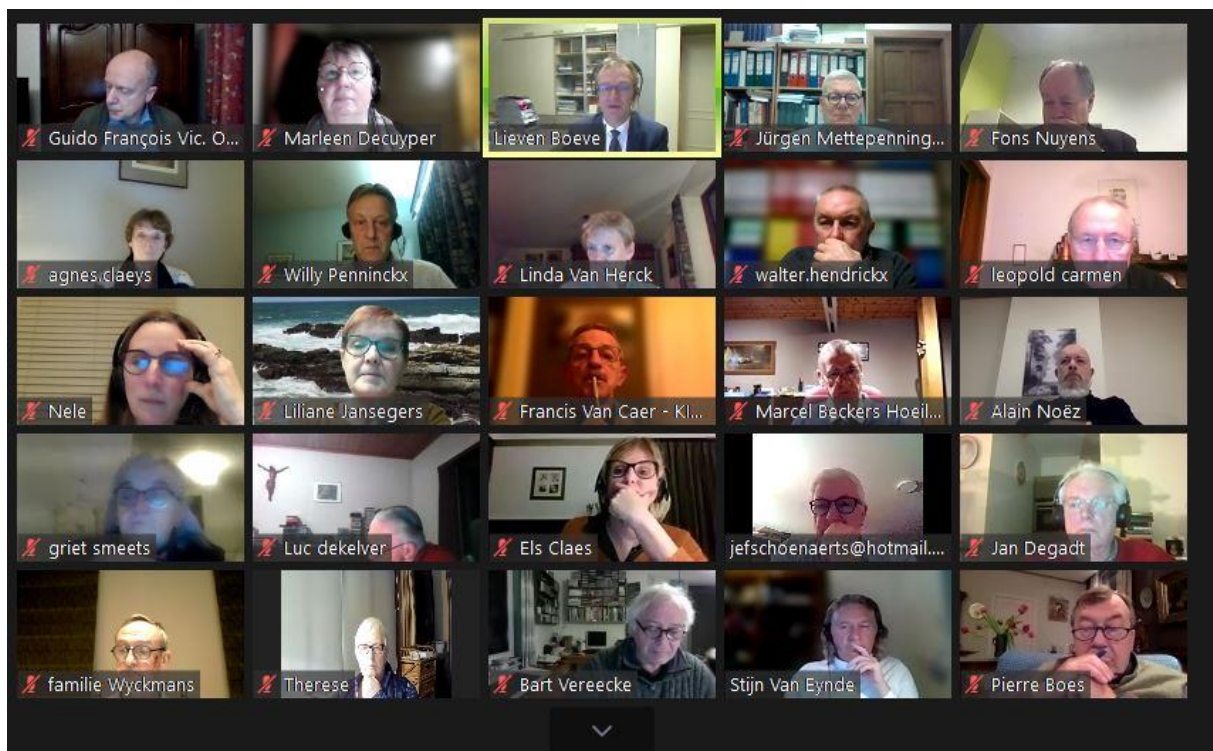 Guido François Vic. O...
Marleen Decuyper
Lieven Boeve
Jürgen Mettepenning...
Fons Nuyens
agnes.claeys
Willy Penninckx
Linda Van Herck
walter.hendrickx
leopold carmen
Nele
Liliane Jansegers
Francis Van Caer - Kl...
Marcel Beckers Hoeil...
Alain Noëz
griet smeets
Luc dekelver
Els Claes
jefschoenaerts@hotmail....
Jan Degadt
familie Wyckmans
Therese
Bart Vereecke
Stijn Van Eynde
Pierre Boes